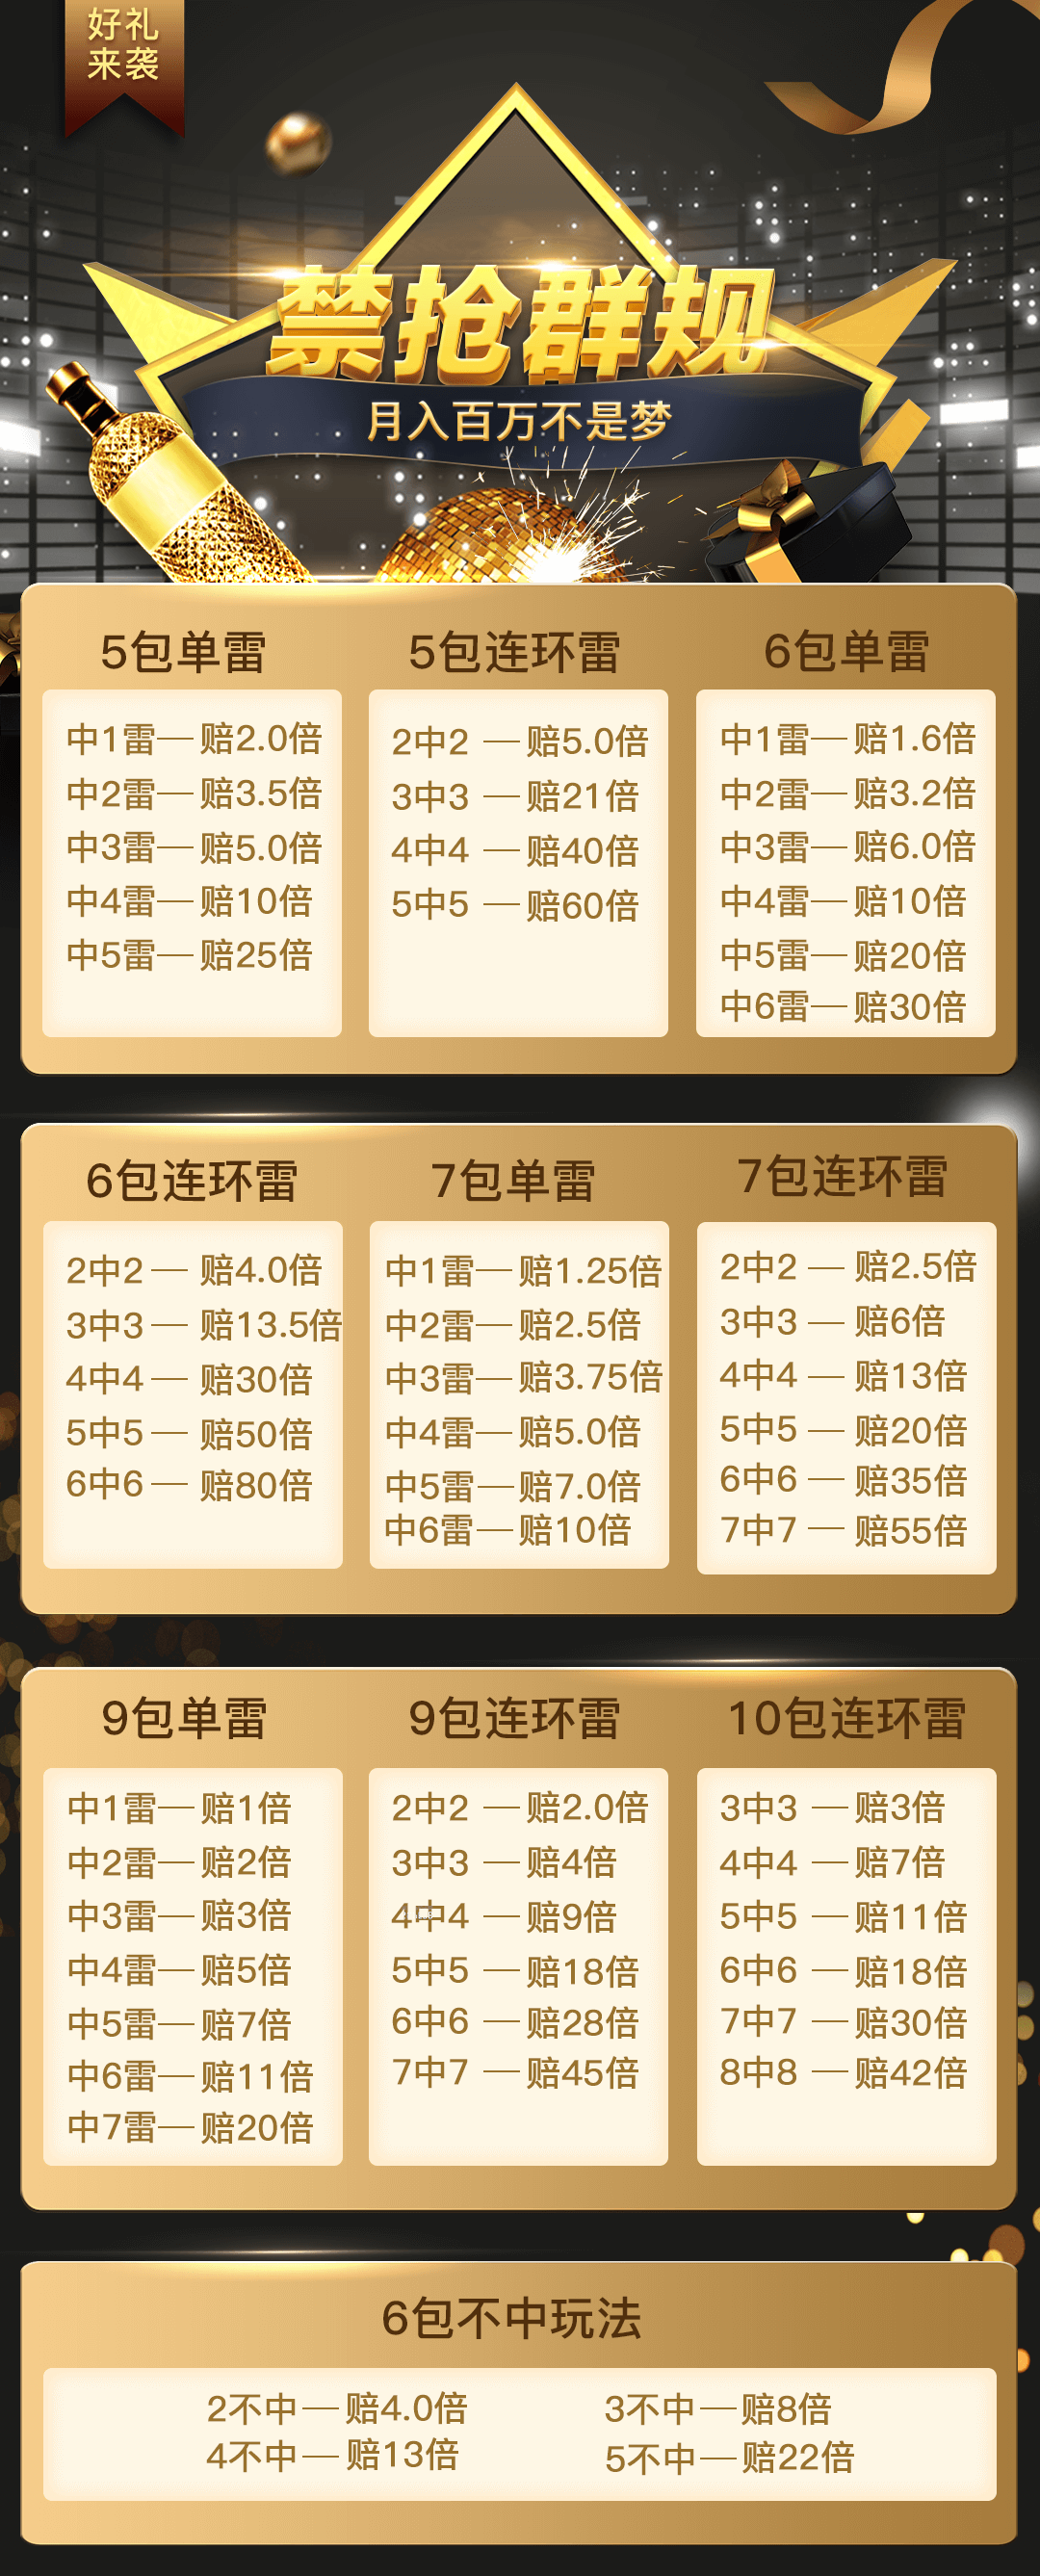 好礼
来袭
禁抢群规
月入百万不是梦
5包单雷
中1雷—赔2.0倍
中2雷—赔3.5倍
中3雷—赔5.0倍
中4雷—赔10倍
中5雷—赔25倍
5包连环雷
2中2 —赔5.0倍
3中3 —赔21倍
4中4 —赔40倍
5中5 —赔60倍
6包单雷
中1雷—赔1.6倍
中2雷—赔3.2倍
中3雷—赔6.0倍
中4雷—赔10倍
中5雷—赔20倍
中6雷—赔30倍
6包连环雷
2中2 — 赔4.0倍
3中3 — 赔13.5倍
4中4 — 赔30倍
5中5 — 赔50倍
6中6 — 赔80倍
7包单雷
中1雷—赔1.25倍
中2雷—赔2.5倍
中3雷—赔3.75倍
中4雷—赔5.0倍
中5雷—赔7.0倍
中6雷—赔10倍
7包连环雷
2中2 — 赔2.5倍
3中3 — 赔6倍
4中4 — 赔13倍
5中5 — 赔20倍
6中6 — 赔35倍
7中7 — 赔55倍
9包单雷
中1雷—赔1倍
中2雷—赔2倍
中3雷—赔3倍
中4雷—赔5倍
中5雷—赔7倍
中6雷—赔11倍
中7雷—赔20倍
9包连环雷
2中2 —赔2.0倍
3中3 —赔4倍
4中4 —赔9倍
5中5 —赔18倍
6中6 —赔28倍
7中7 —赔45倍
10包连环雷
3中3 —赔3倍
4中4 —赔7倍
5中5 —赔11倍
6中6 —赔18倍
7中7 —赔30倍
8中8 —赔42倍
6包不中玩法
2不中—赔4.0倍
3不中—赔8倍
4不中—赔13倍
5不中—赔22倍